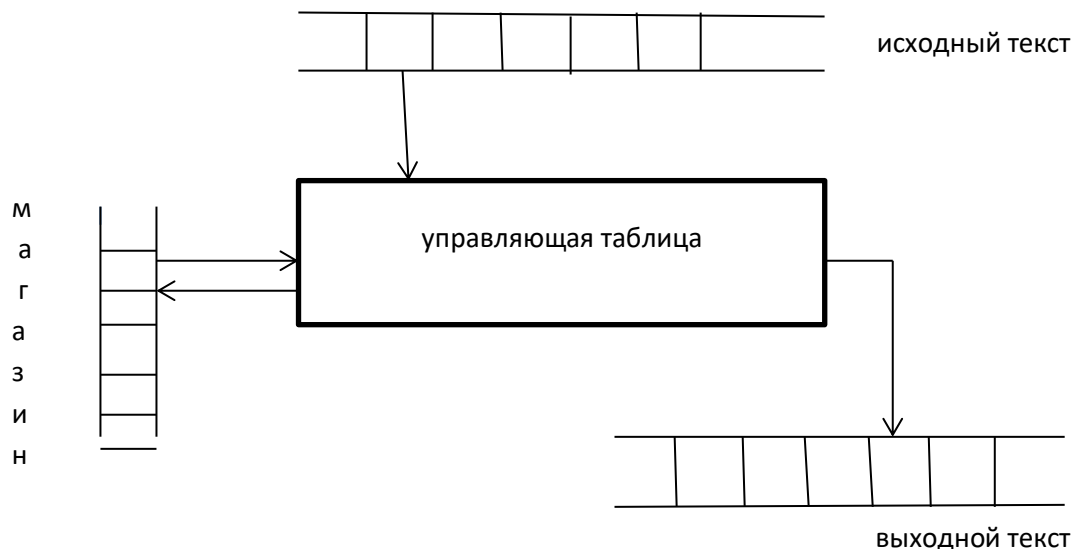 исходный текст
управляющая таблица
м
а
г
а
з
и
н
выходной текст